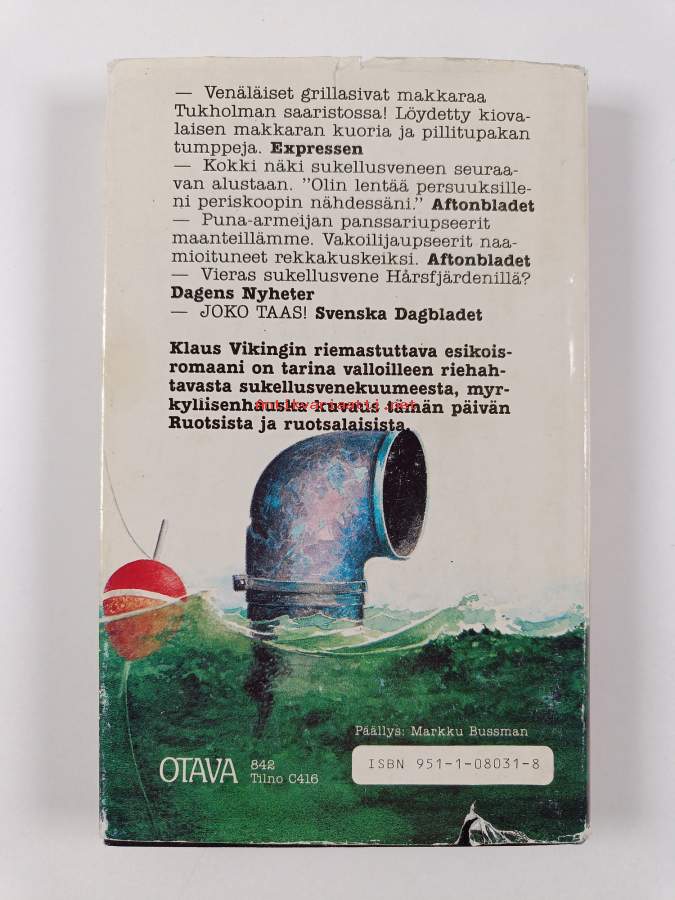 — Venäläiset grillasivat makkaraa
Tukholman saaristossa! Löydetty kiova-
laisen makkaran kuoria ja pillitupakan
tumppeja. Expressen
— Kokki näki sukellusveneen seuraa-
van alustaan. "Olin lentää persuuksille-
ni periskoopin nähdessäni." Aftonbladet
— Puna-armeijan panssariupseerit
maanteillämme. Vakoilijaupseerit naa-
mioituneet rekkakuskeiksi. Aftonbladet
— Vieras sukellusvene Hårsfjärdenillä?
Dagens Nyheter
— JOKO TAAS! Svenska Dagbladet
Klaus Vikingin riemastuttava esikois-
romaani on tarina valloilleen riehah-
tavasta sukellusvenekuumeesta, myr-
kyllisenhauska kuvaus tämän päivän
Antikvariaatti.net
Ruotsista ja ruotsalaisista.
Päällys: Markku Bussman
OTAVA
842
Tilno C416
ISBN 951-1-08031-8